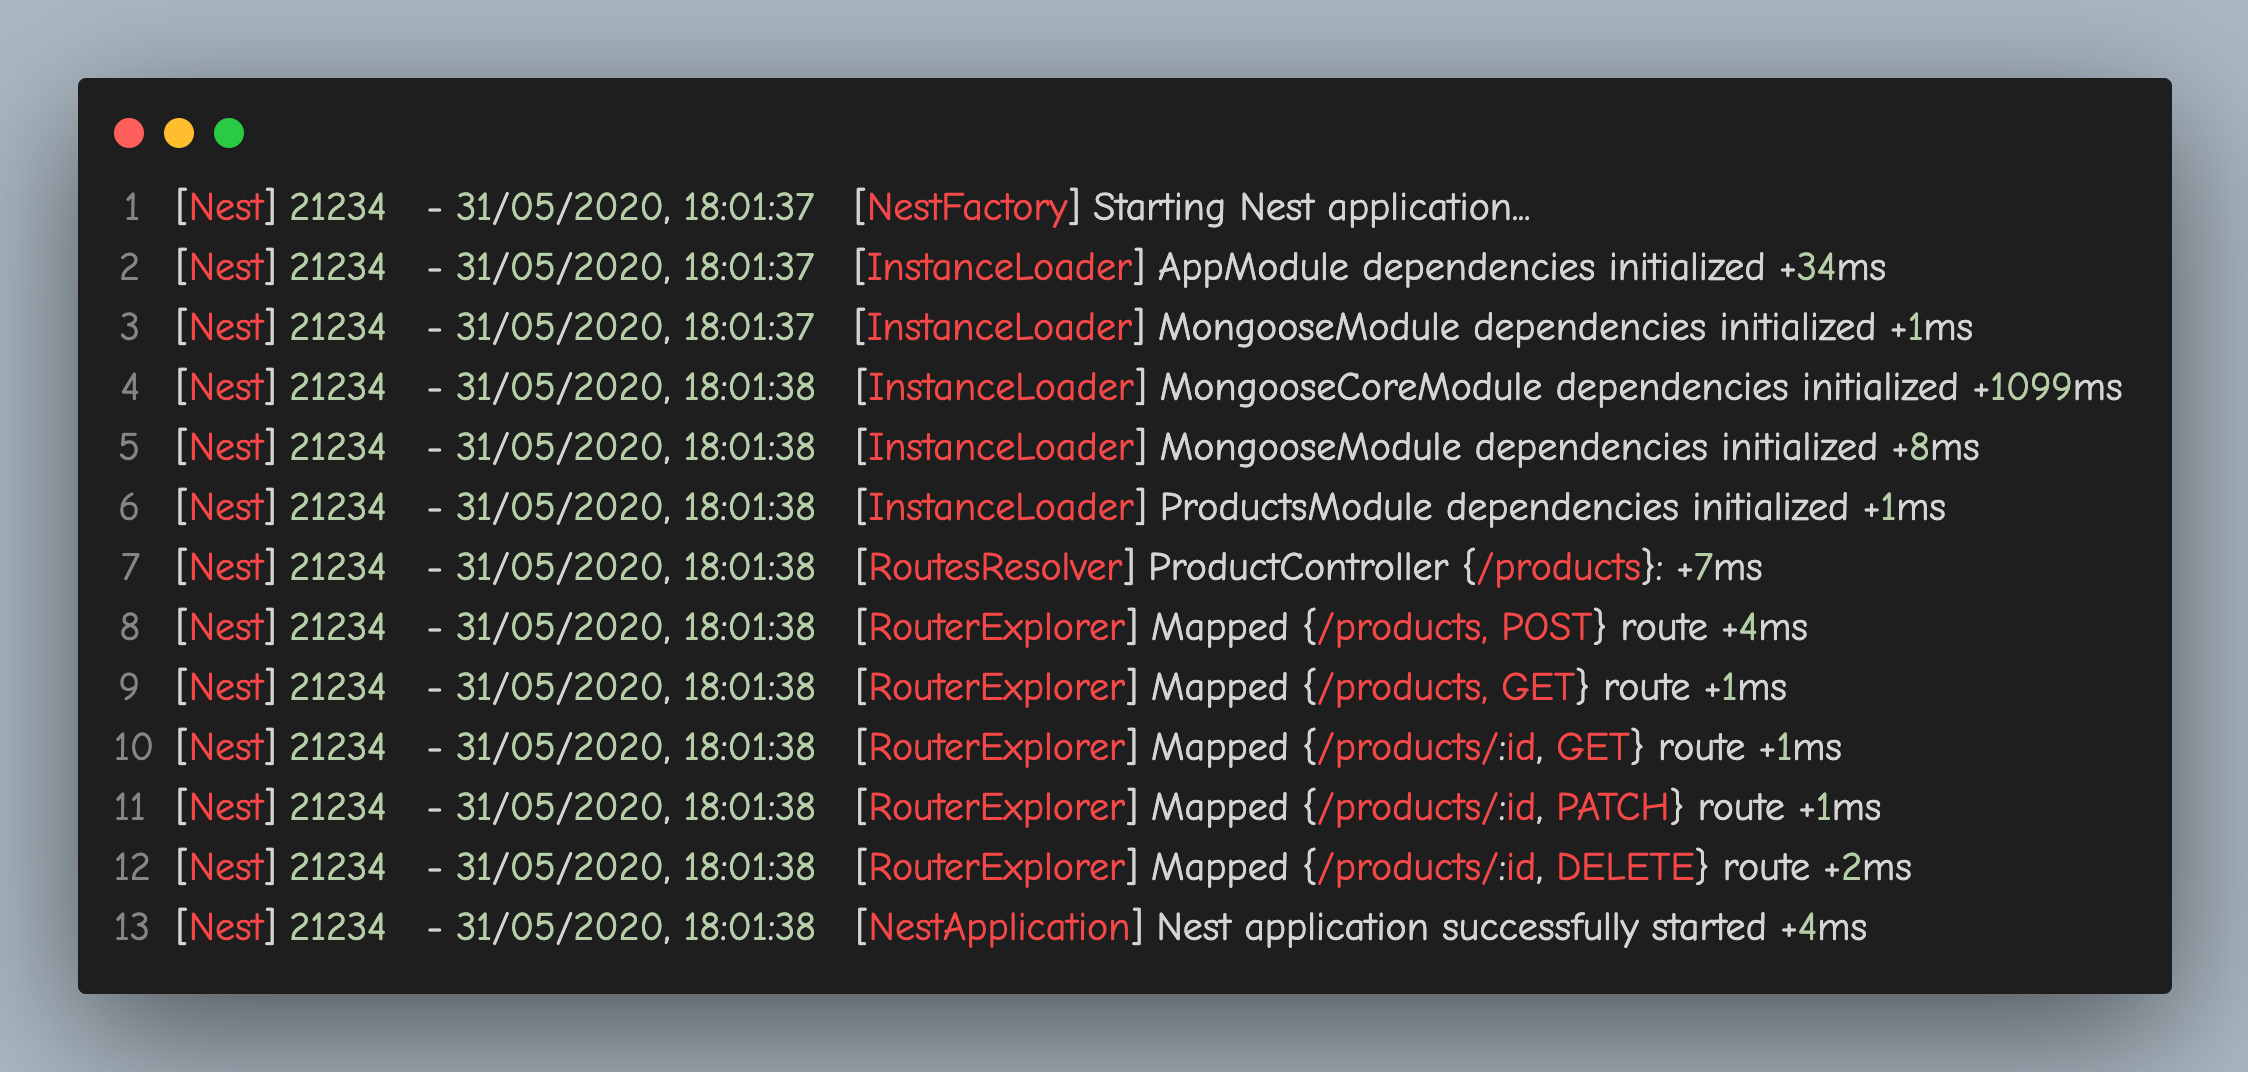 1 [Nest] 21234 - 31/05/2020, 18:01:37 [NestFactory] Starting Nest application...
2 [Nest] 21234 - 31/05/2020, 18:01:37 [InstanceLoader] AppModule dependencies initialized +34ms
3 [Nest] 21234 - 31/05/2020, 18:01:37 [InstanceLoader] MongooseModule dependencies initialized +1ms
4 [Nest] 21234 - 31/05/2020, 18:01:38 [InstanceLoader] MongooseCoreModule dependencies initialized +1099ms
5 [Nest] 21234 - 31/05/2020, 18:01:38 [InstanceLoader] MongooseModule dependencies initialized +8ms
6 [Nest] 21234 - 31/05/2020, 18:01:38 [InstanceLoader] ProductsModule dependencies initialized +1ms
7 [Nest] 21234 - 31/05/2020, 18:01:38 [RoutesResolver] ProductController {/products}: +7ms
8 [Nest] 21234 - 31/05/2020, 18:01:38 [RouterExplorer] Mapped {/products, POST} route +4ms
9 [Nest] 21234 - 31/05/2020, 18:01:38 [RouterExplorer] Mapped {/products, GET} route +1ms
10 [Nest] 21234 - 31/05/2020, 18:01:38 [RouterExplorer] Mapped {/products/:id, GET} route +1ms
11 [Nest] 21234 - 31/05/2020, 18:01:38 [RouterExplorer] Mapped {/products/:id, PATCH} route +1ms
12 [Nest] 21234 - 31/05/2020, 18:01:38 [RouterExplorer] Mapped {/products/:id, DELETE} route +2ms
13 [Nest] 21234 - 31/05/2020, 18:01:38 [NestApplication] Nest application successfully started +4ms